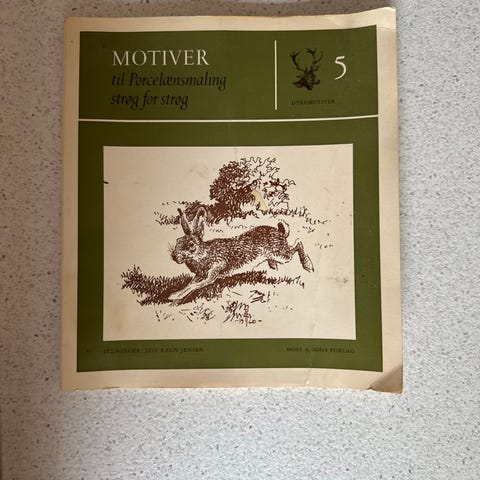 MOTIVER
til Porcelænsmaling
strøg for strøg
5
DYREMOTIVER
TEGNINGER: LEIF RAGN JENSEN
HØST & SØNS FORLAG